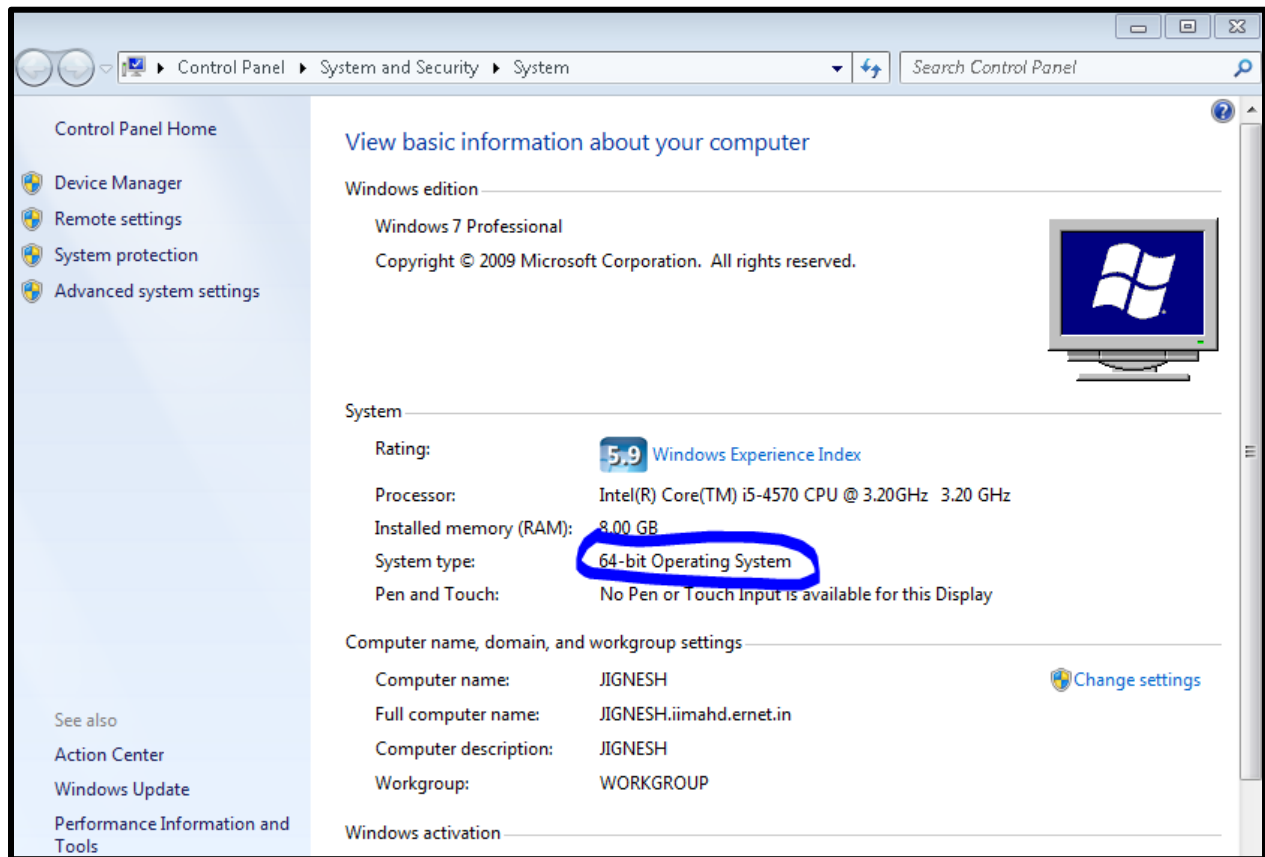 Control Panel ▸ System and Security ▸ System
Search Control Panel
Control Panel Home
Device Manager
Remote settings
System protection
Advanced system settings
See also
Action Center
Windows Update
Performance Information and
Tools
View basic information about your computer
Windows edition
Windows 7 Professional
Copyright © 2009 Microsoft Corporation. All rights reserved.
System
Rating: 5.9 Windows Experience Index
Processor: Intel(R) Core(TM) i5-4570 CPU @ 3.20GHz 3.20 GHz
Installed memory (RAM): 8.00 GB
System type: 64-bit Operating System
Pen and Touch: No Pen or Touch Input is available for this Display
Computer name, domain, and workgroup settings
Computer name: JIGNESH
Change settings
Full computer name: JIGNESH.iimahd.ernet.in
Computer description: JIGNESH
Workgroup: WORKGROUP
Windows activation